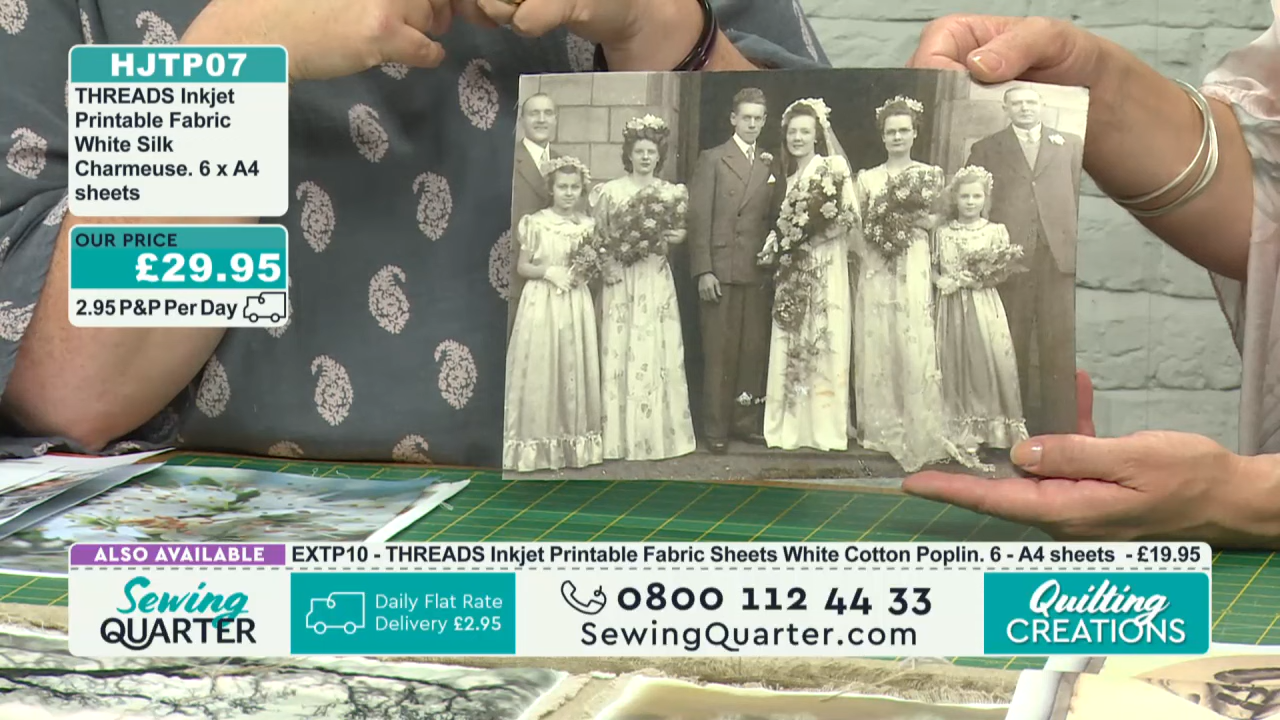 HJTP07
THREADS Inkjet
Printable Fabric
White Silk
Charmeuse. 6 x A4
sheets
OUR PRICE
£29.95
2.95 P&P Per Day
ALSO AVAILABLE
EXTP10 - THREADS Inkjet Printable Fabric Sheets White Cotton Poplin. 6 - A4 sheets - £19.95
Sewing
QUARTER
Daily Flat Rate
Delivery £2.95
0800 112 44 33
SewingQuarter.com
Quilting
CREATIONS